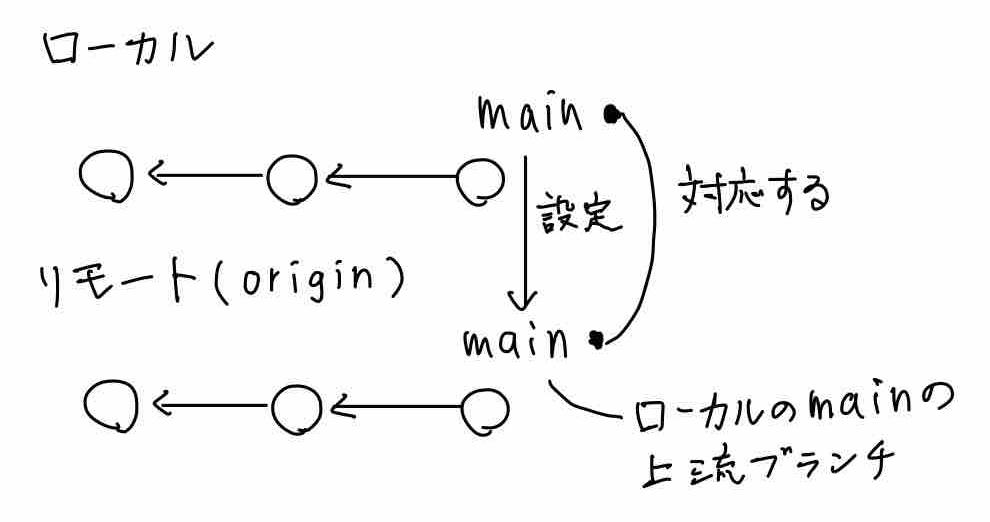 ローカル
main
設定
対応する
リモート(origin)
main
ローカルのmainの
上流ブランチ